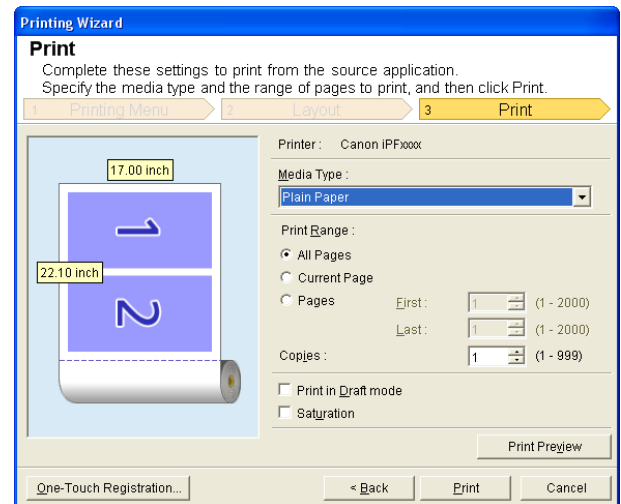 Printing Wizard
Print
Complete these settings to print from the source application.
Specify the media type and the range of pages to print, and then click Print.
1 Printing Menu 2 Layout 3 Print
Printer : Canon iPFxxxx
17.00 inch
Media Type :
Plain Paper
1
Print Range :
All Pages
22.10 inch
Current Page
2
Pages First : 1 (1 - 2000)
Last : 1 (1 - 2000)
Copies : 1 (1 - 999)
Print in Draft mode
Saturation
Print Preview
One-Touch Registration... < Back Print Cancel